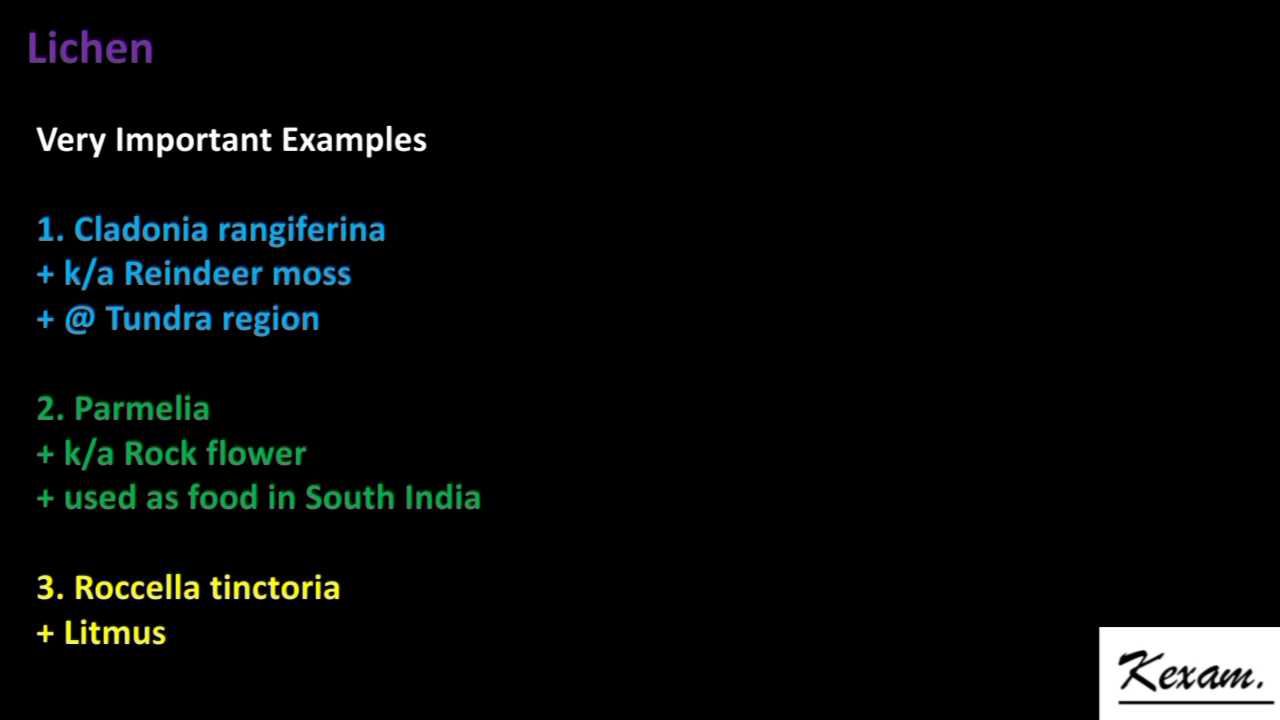 Lichen
Very Important Examples
1. Cladonia rangiferina
+ k/a Reindeer moss
+ @ Tundra region
2. Parmelia
+ k/a Rock flower
+ used as food in South India
3. Roccella tinctoria
+ Litmus
Kexam.